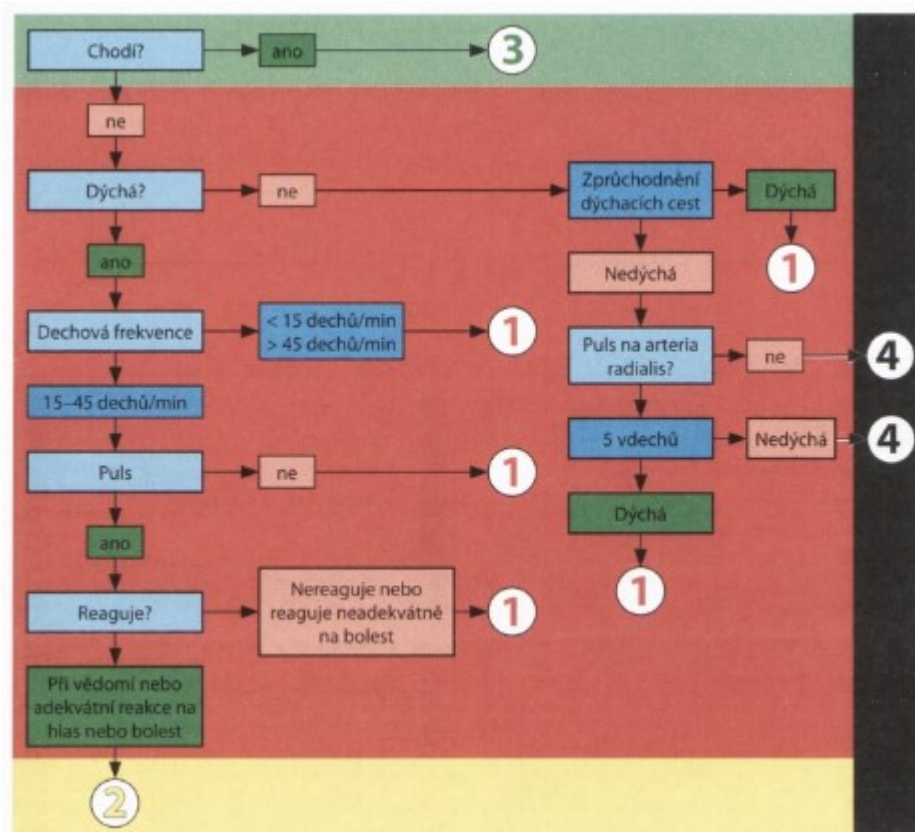 Chodí?
ano
3
ne
Dýchá?
ne
Zprůchodnění
dýchacích cest
Dýchá
1
ano
Nedýchá
Dechová frekvence
< 15 dechů/min
> 45 dechů/min
1
Puls na arteria
radialis?
ne
4
15–45 dechů/min
5 vdechů
Nedýchá
4
Puls
ne
1
Dýchá
1
ano
Reaguje?
Nereaguje nebo
reaguje neadekvátně
na bolest
1
Při vědomí nebo
adekvátní reakce na
hlas nebo bolest
2